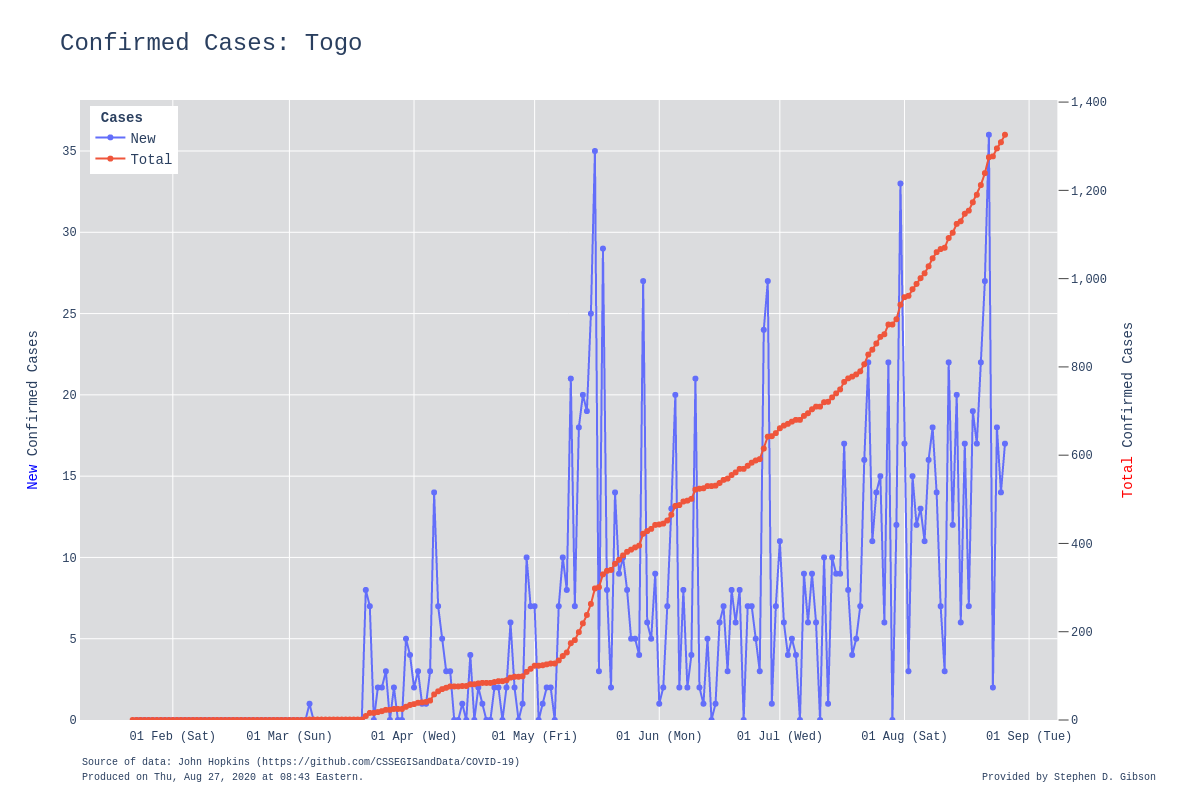 Confirmed Cases: Togo
Cases
New
Total
35
30
25
20
15
10
5
0
1,400
1,200
1,000
800
600
400
200
0
New Confirmed Cases
Total Confirmed Cases
01 Feb (Sat)
01 Mar (Sun)
01 Apr (Wed)
01 May (Fri)
01 Jun (Mon)
01 Jul (Wed)
01 Aug (Sat)
01 Sep (Tue)
Source of data: John Hopkins (https://github.com/CSSEGISandData/COVID-19)
Produced on Thu, Aug 27, 2020 at 08:43 Eastern.
Provided by Stephen D. Gibson